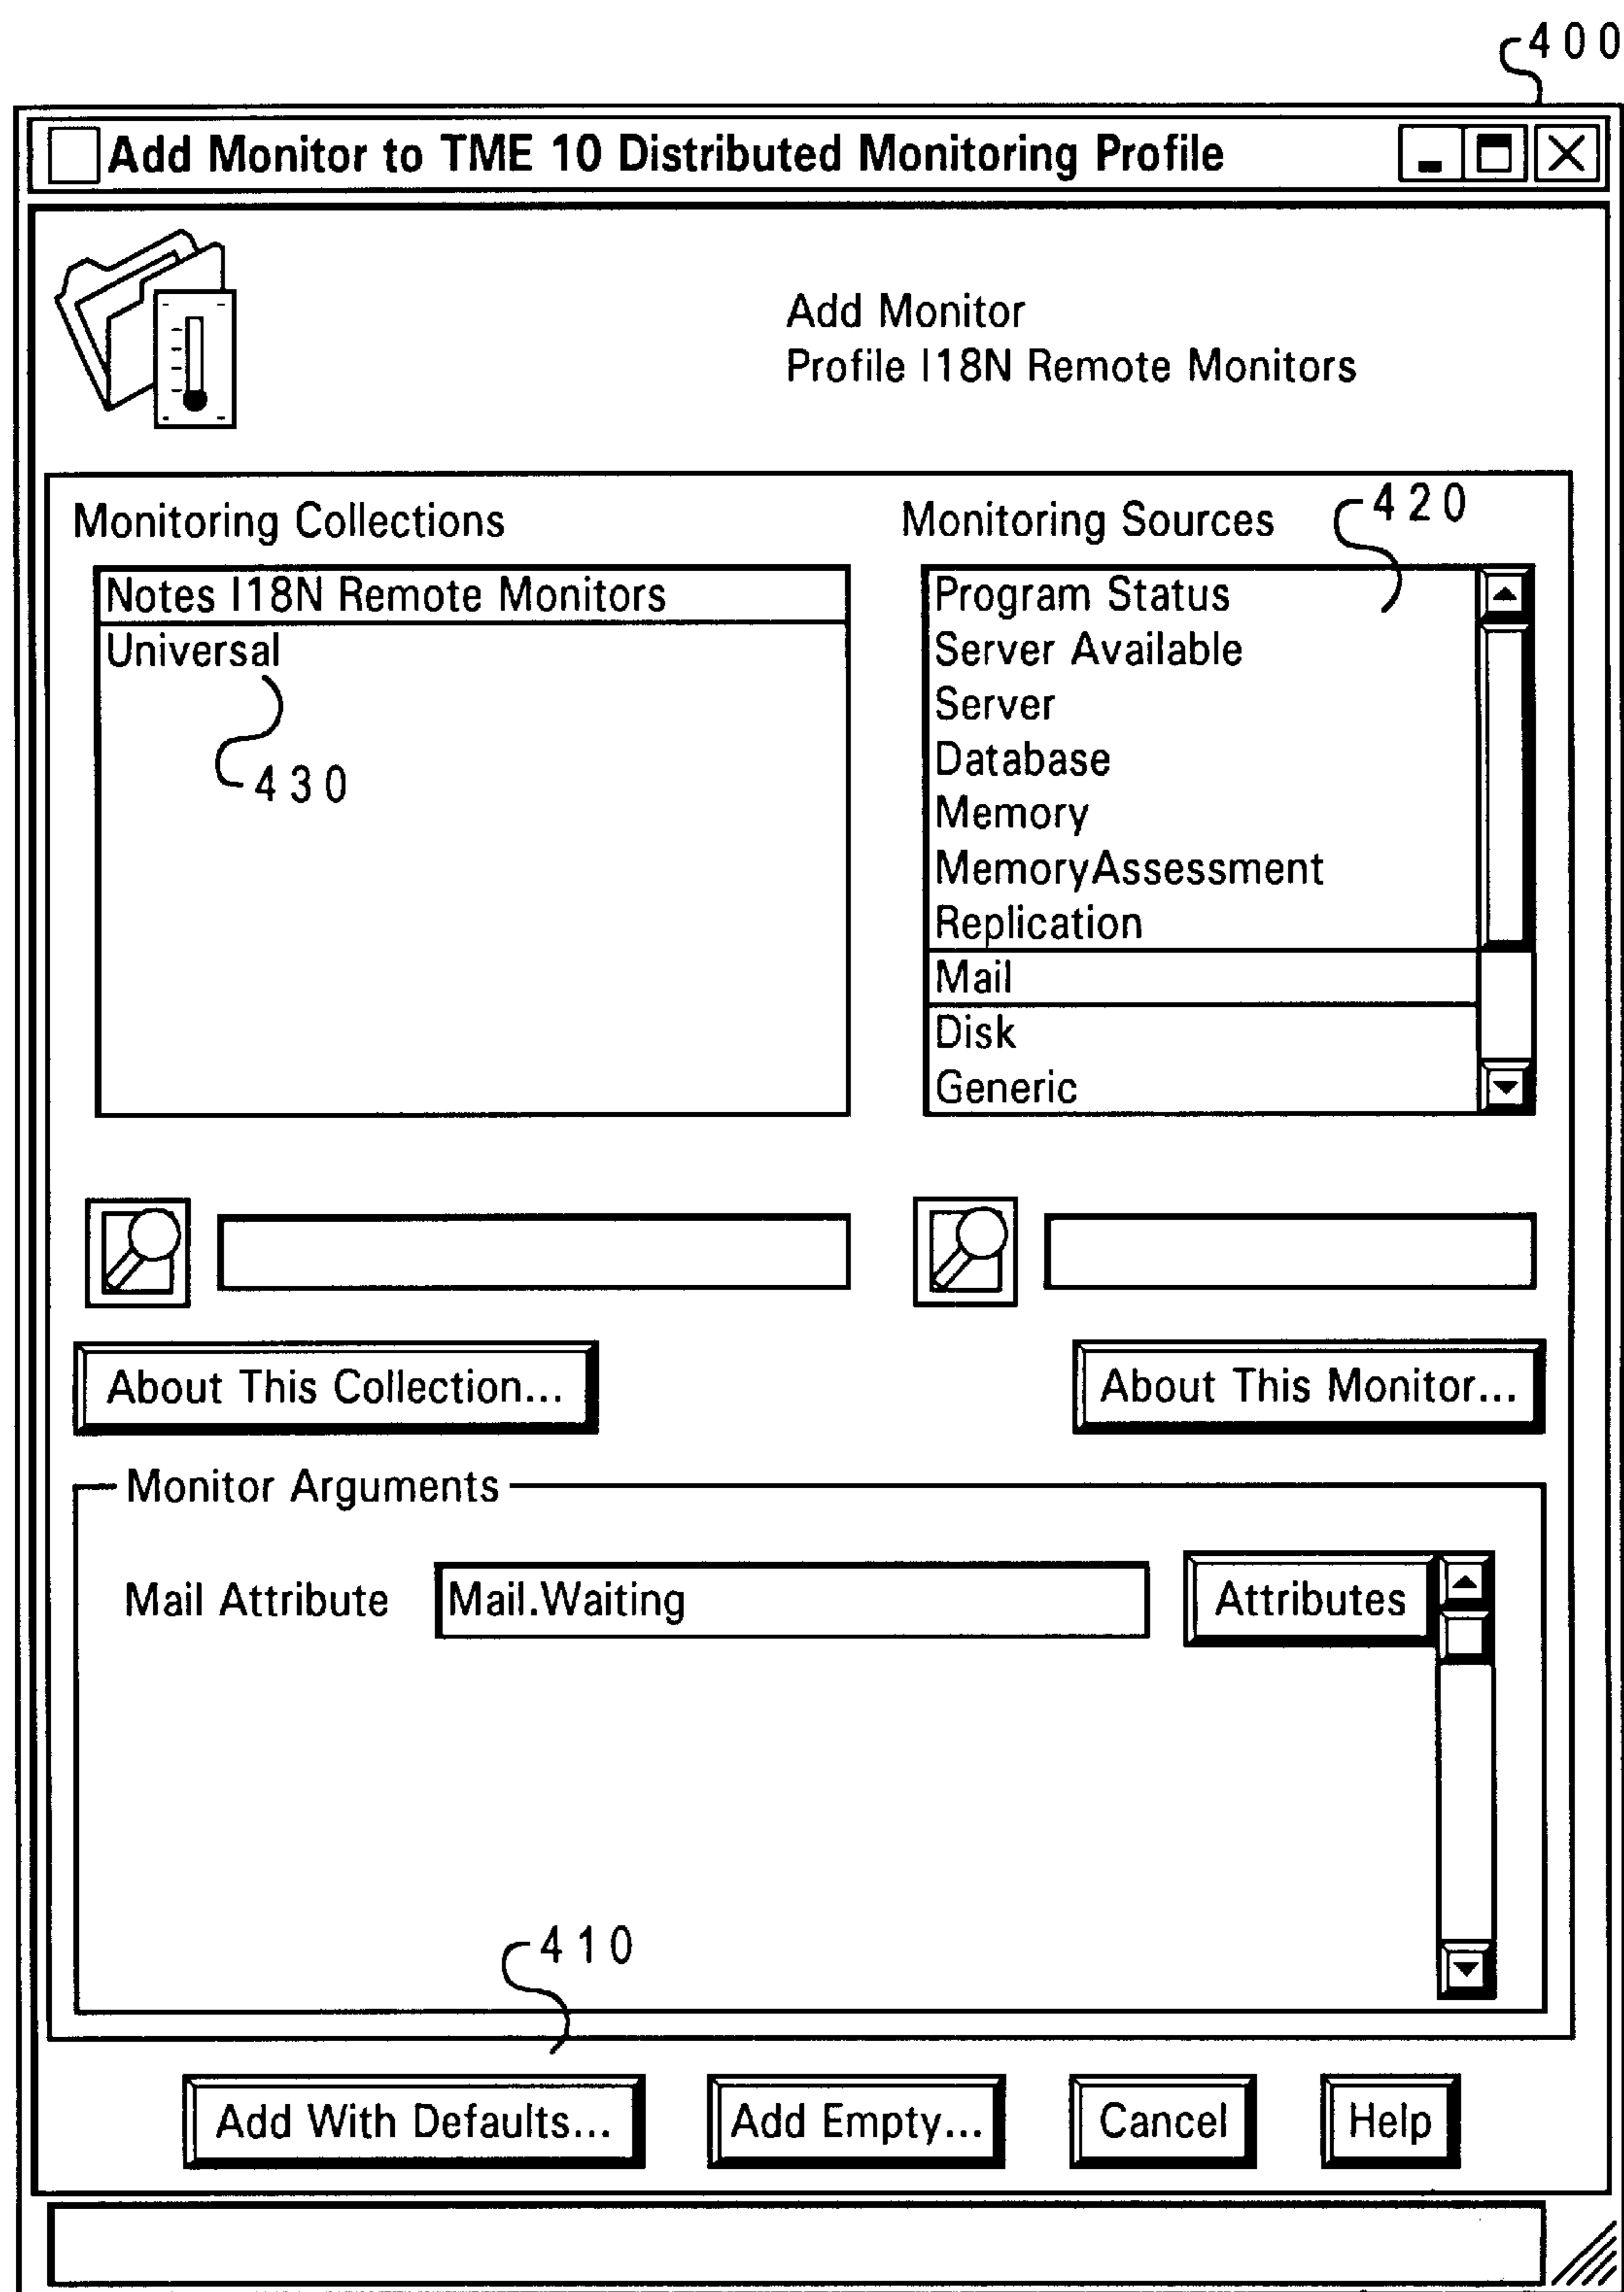 400
Add Monitor to TME 10 Distributed Monitoring Profile
Add Monitor
Profile I18N Remote Monitors
Monitoring Collections
Notes I18N Remote Monitors
Universal
430
Monitoring Sources
420
Program Status
Server Available
Server
Database
Memory
MemoryAssessment
Replication
Mail
Disk
Generic
About This Collection...
About This Monitor...
Monitor Arguments
Mail Attribute
Mail.Waiting
Attributes
410
Add With Defaults...
Add Empty...
Cancel
Help